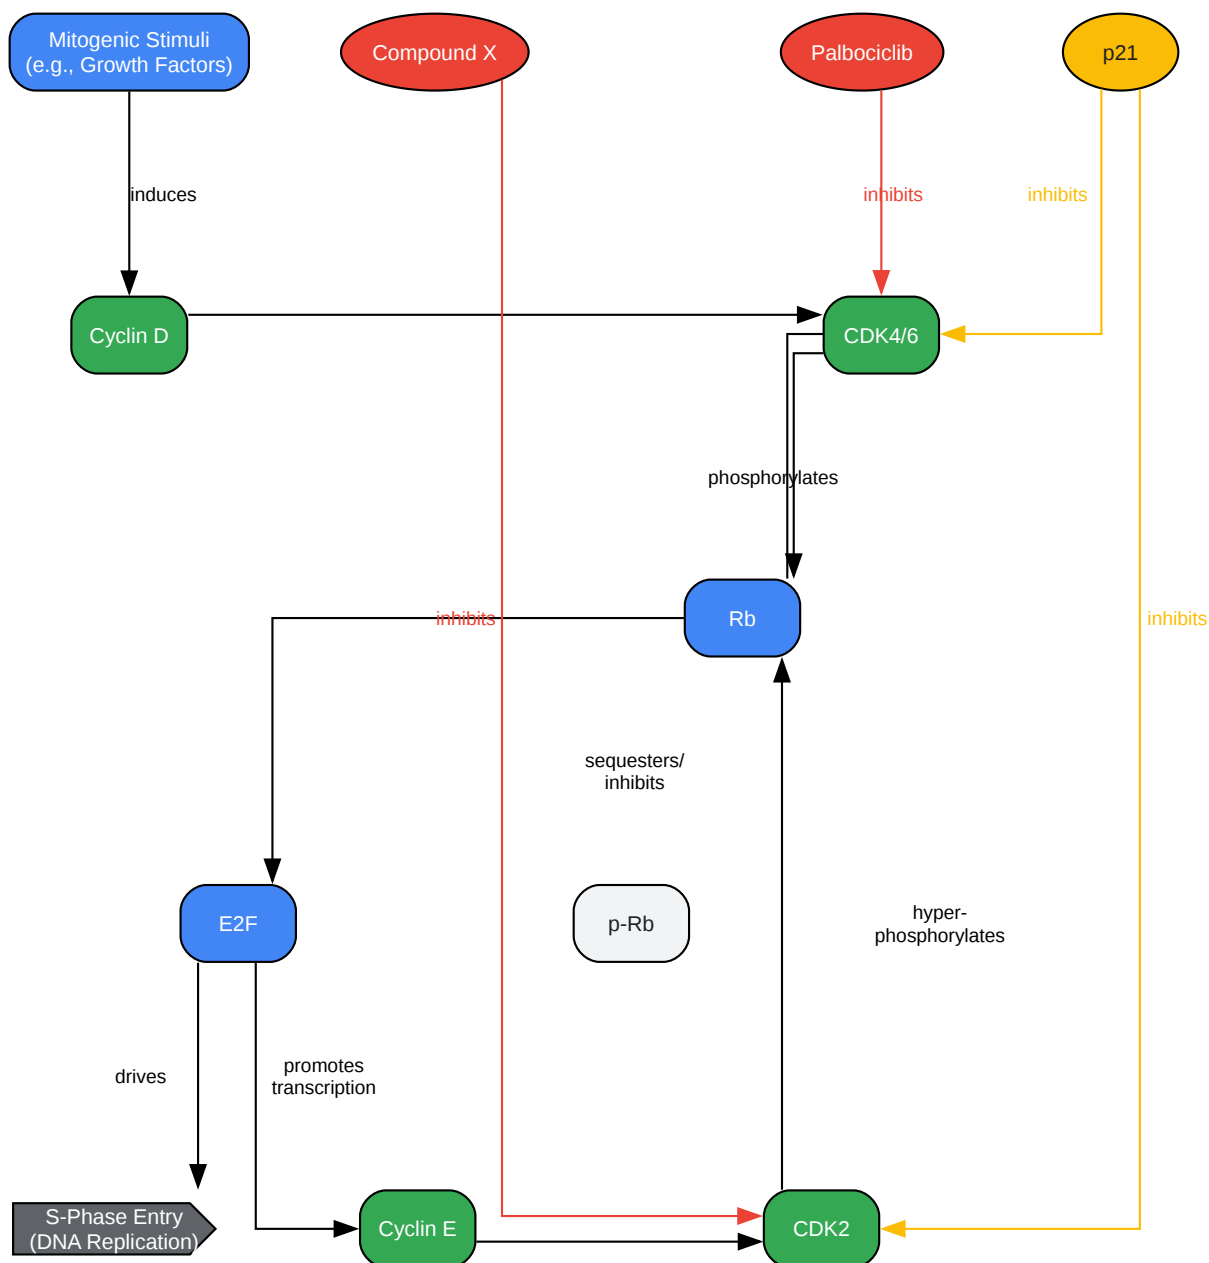 Mitogenic Stimuli
(e.g., Growth Factors)
Compound X
Palbociclib
p21
induces
inhibits
inhibits
Cyclin D
CDK4/6
phosphorylates
inhibits
Rb
inhibits
sequesters/
inhibits
E2F
p-Rb
hyper-
phosphorylates
drives
promotes
transcription
S-Phase Entry
(DNA Replication)
Cyclin E
CDK2